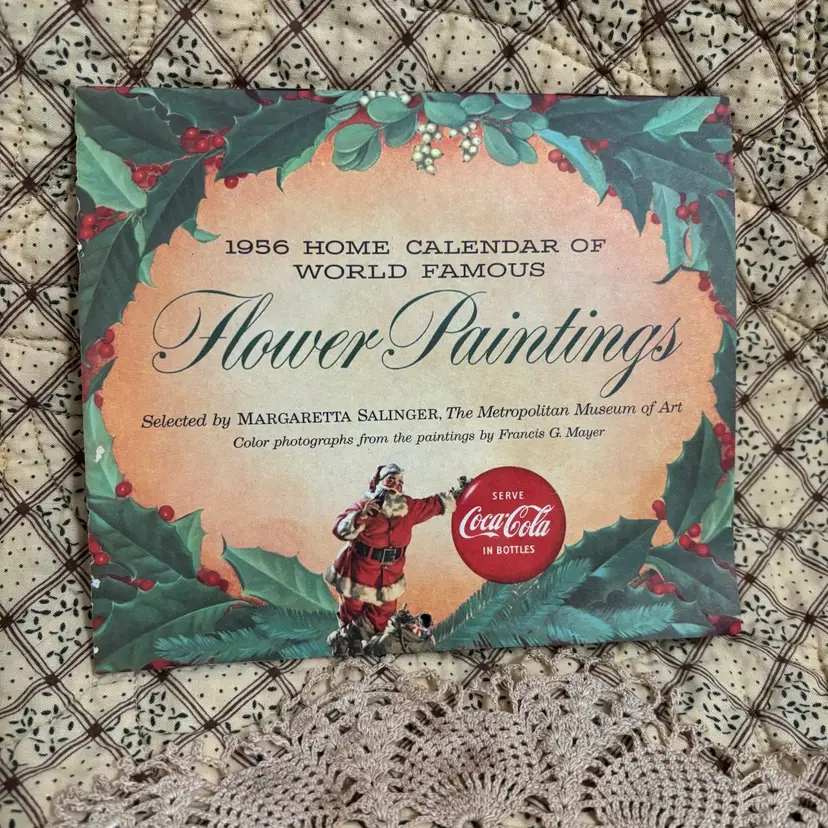 1956 HOME CALENDAR OF
WORLD FAMOUS
Flower Paintings
Selected by MARGARETTA SALINGER, The Metropolitan Museum of Art
Color photographs from the paintings by Francis G. Mayer
SERVE
Coca-Cola
IN BOTTLES